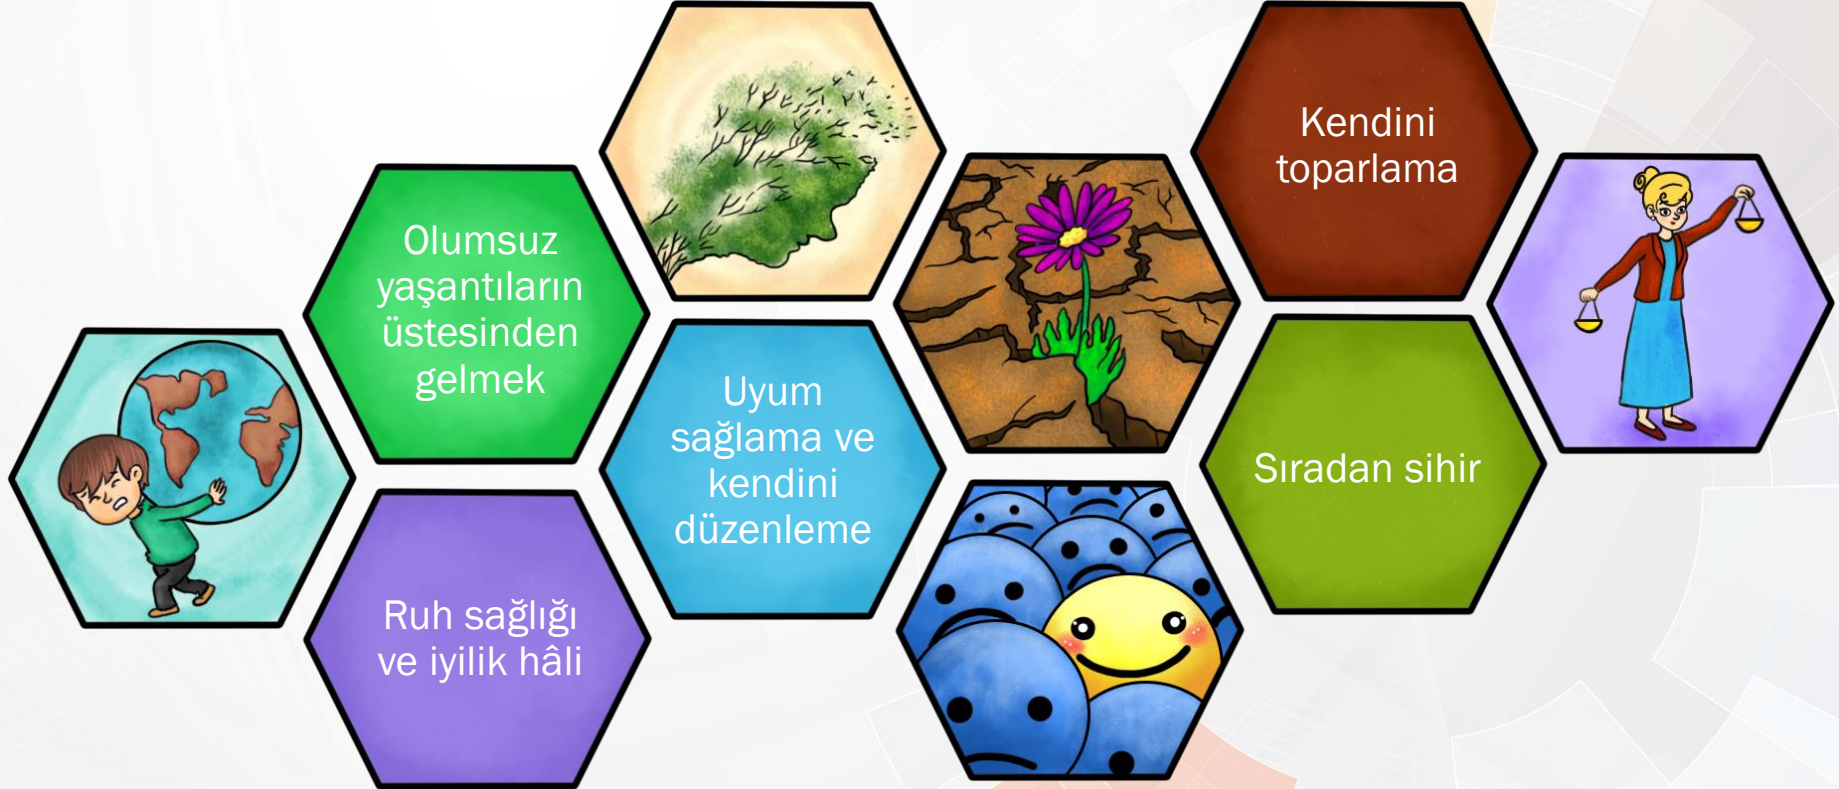 Olumsuz
yaşantıların
üstesinden
gelmek
Ruh sağlığı
ve iyilik hâli
Uyum
sağlama ve
kendini
düzenleme
Kendini
toparlama
Sıradan sihir